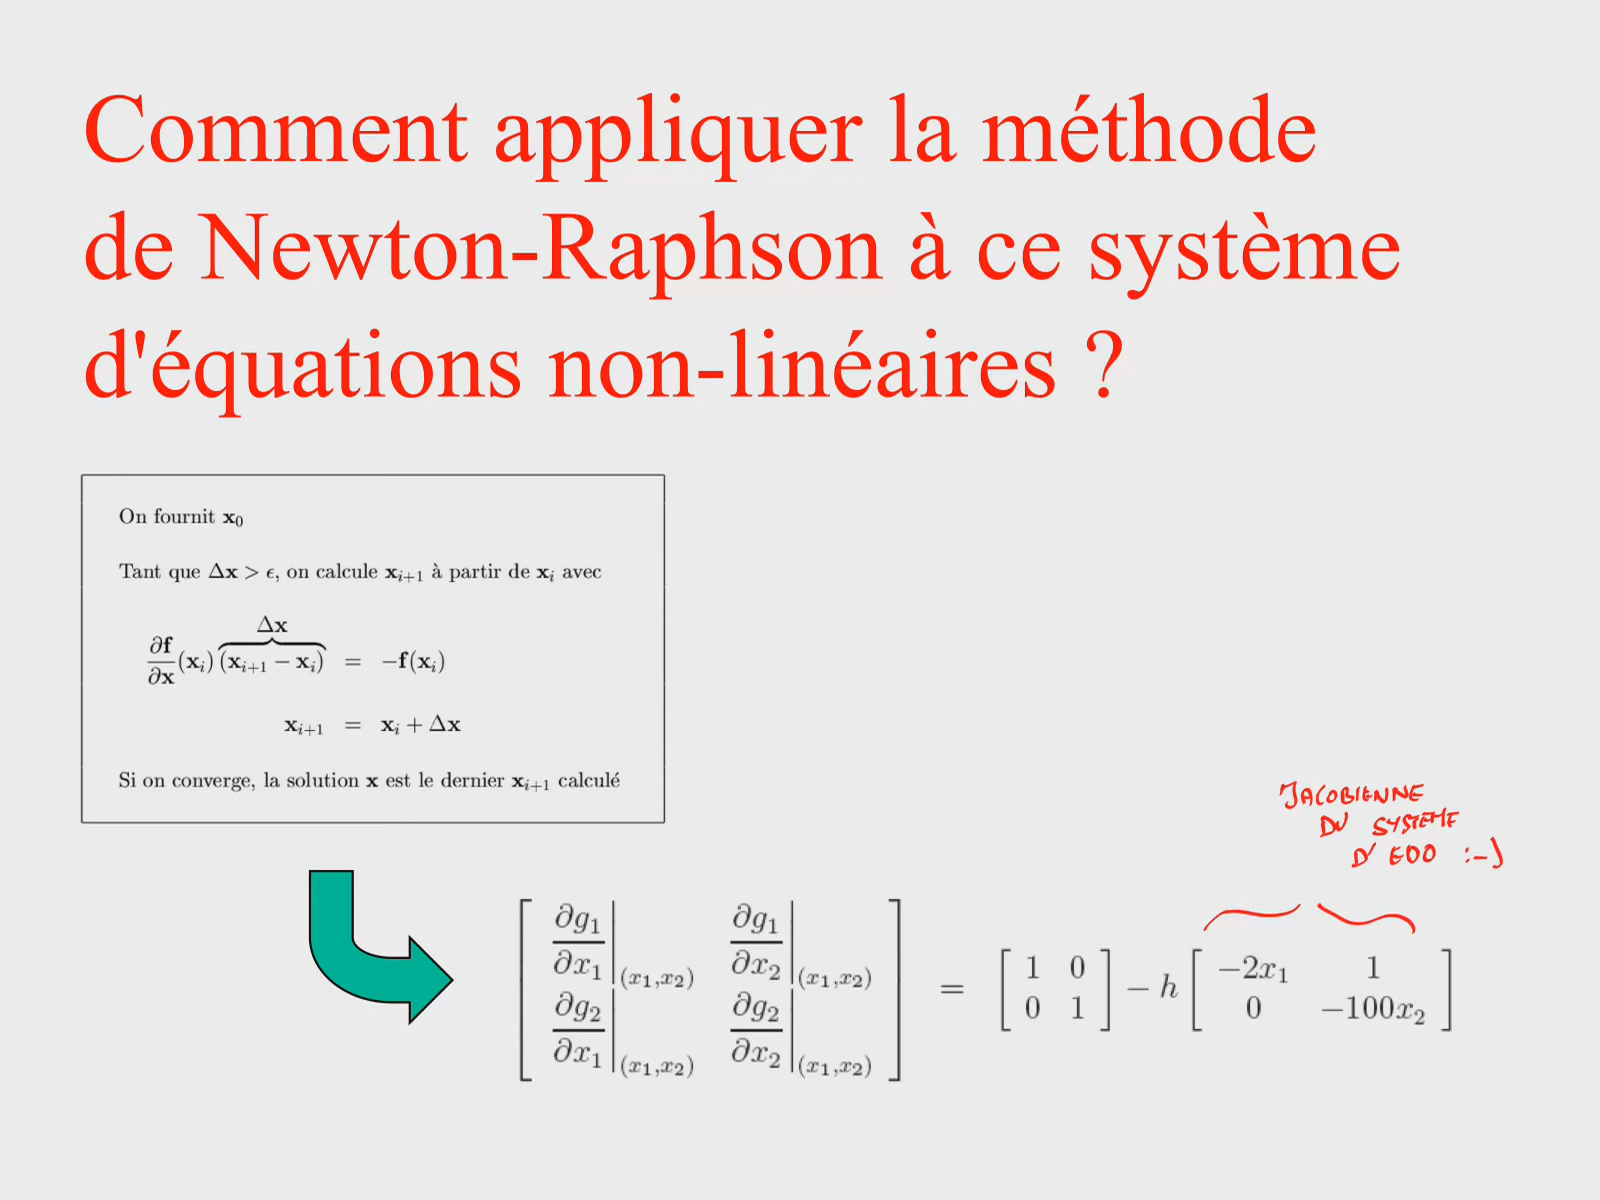 Comment appliquer la méthode
de Newton-Raphson à ce système
d'équations non-linéaires ?
On fournit x₀
Tant que Δx > ϵ, on calcule xᵢ₊₁ à partir de xᵢ avec
Δx
∂f/∂x (xᵢ) (xᵢ₊₁ − xᵢ) = −f(xᵢ)
xᵢ₊₁ = xᵢ + Δx
Si on converge, la solution x est le dernier xᵢ₊₁ calculé
JACOBIENNE
DU SYSTEME
D' EDO :-)
[ ∂g₁/∂x₁|(x₁,x₂) ∂g₁/∂x₂|(x₁,x₂) ; ∂g₂/∂x₁|(x₁,x₂) ∂g₂/∂x₂|(x₁,x₂) ] = [ 1 0 ; 0 1 ] − h [ −2x₁ 1 ; 0 −100x₂ ]